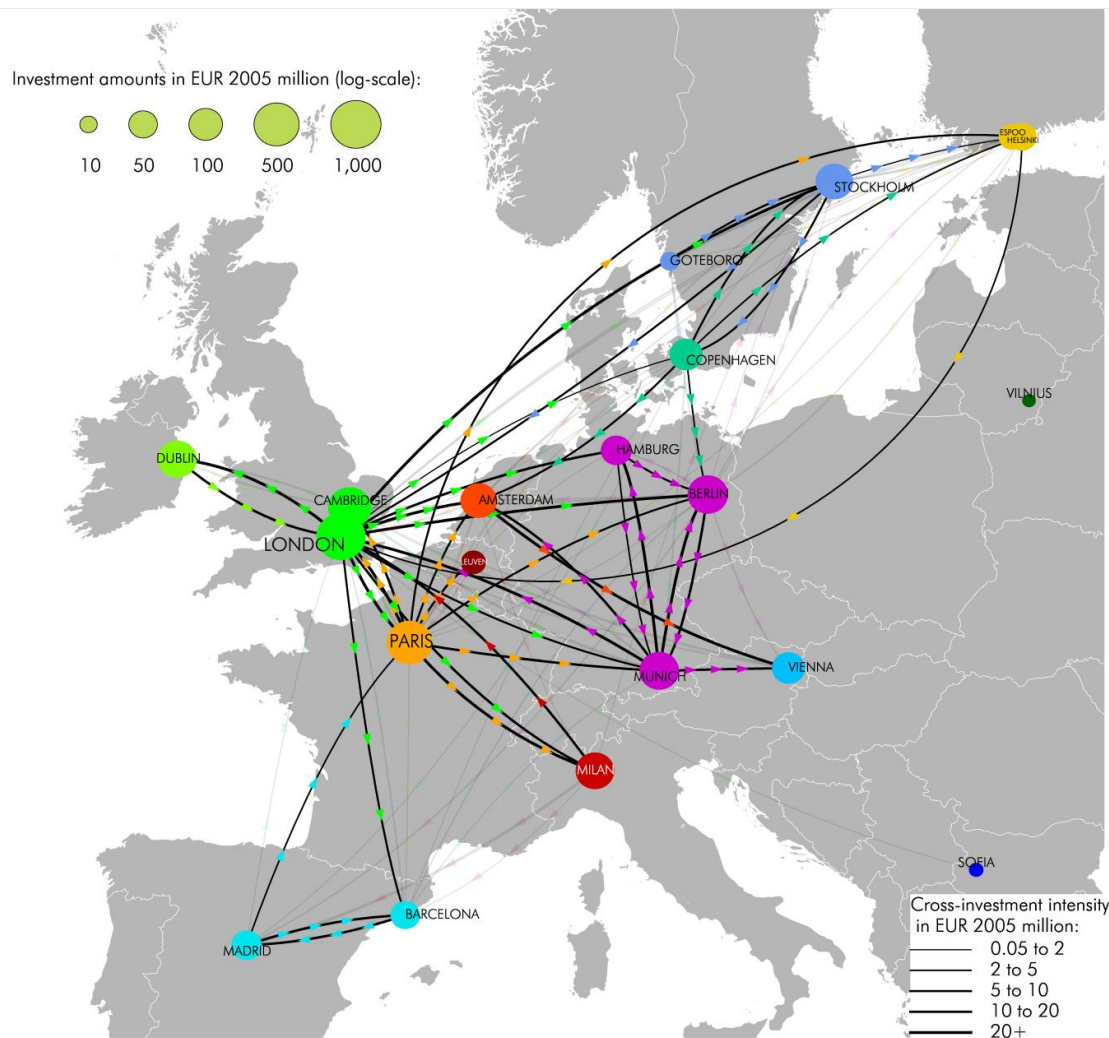 Investment amounts in EUR 2005 million (log-scale):
10 50 100 500 1,000
ESPOO
HELSINKI
STOCKHOLM
GOTEBORG
COPENHAGEN
VILNIUS
HAMBURG
DUBLIN
BERLIN
CAMBRIDGE
AMSTERDAM
LONDON
LEUVEN
PARIS
VIENNA
MUNICH
MILAN
SOFIA
BARCELONA
MADRID
Cross-investment intensity
in EUR 2005 million:
0.05 to 2
2 to 5
5 to 10
10 to 20
20+